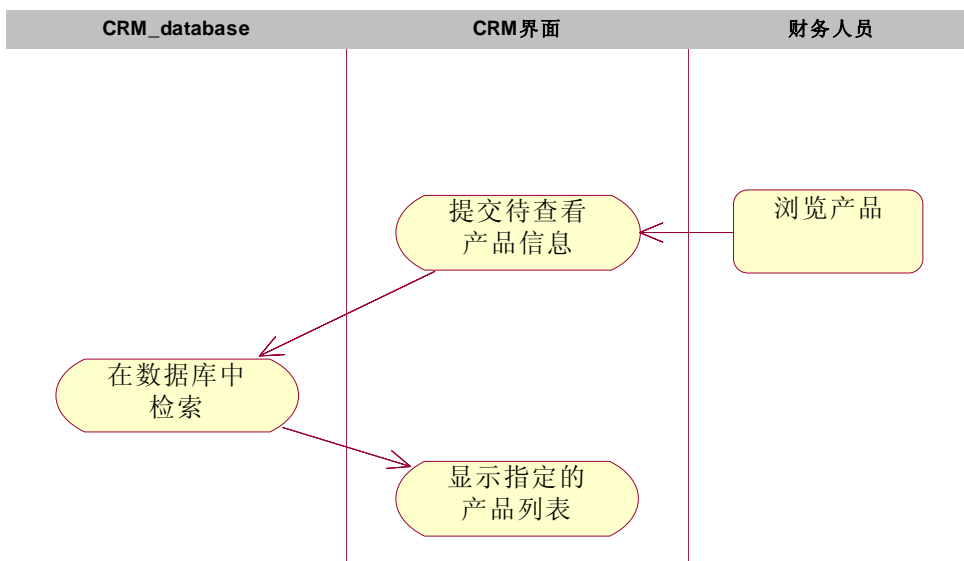 CRM_database
CRM界面
财务人员
提交待查看
产品信息
浏览产品
在数据库中
检索
显示指定的
产品列表